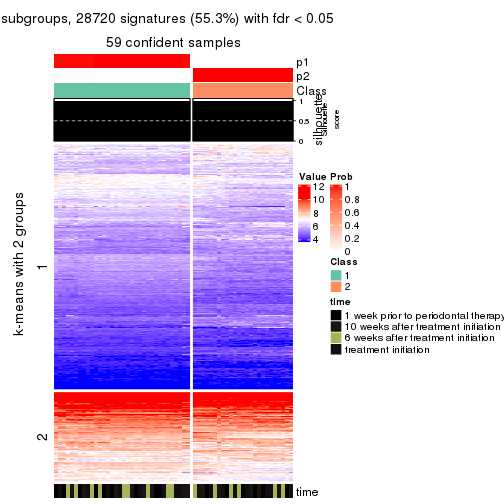 subgroups, 28720 signatures (55.3%) with fdr < 0.05
59 confident samples
p1
p2
Class
1
0.5
0
silhouette
silhouette
score
k-means with 2 groups
1
2
time
Value
12
10
8
6
4
Prob
1
0.8
0.6
0.4
0.2
0
Class
1
2
time
1 week prior to periodontal therapy
10 weeks after treatment initiation
6 weeks after treatment initiation
treatment initiation